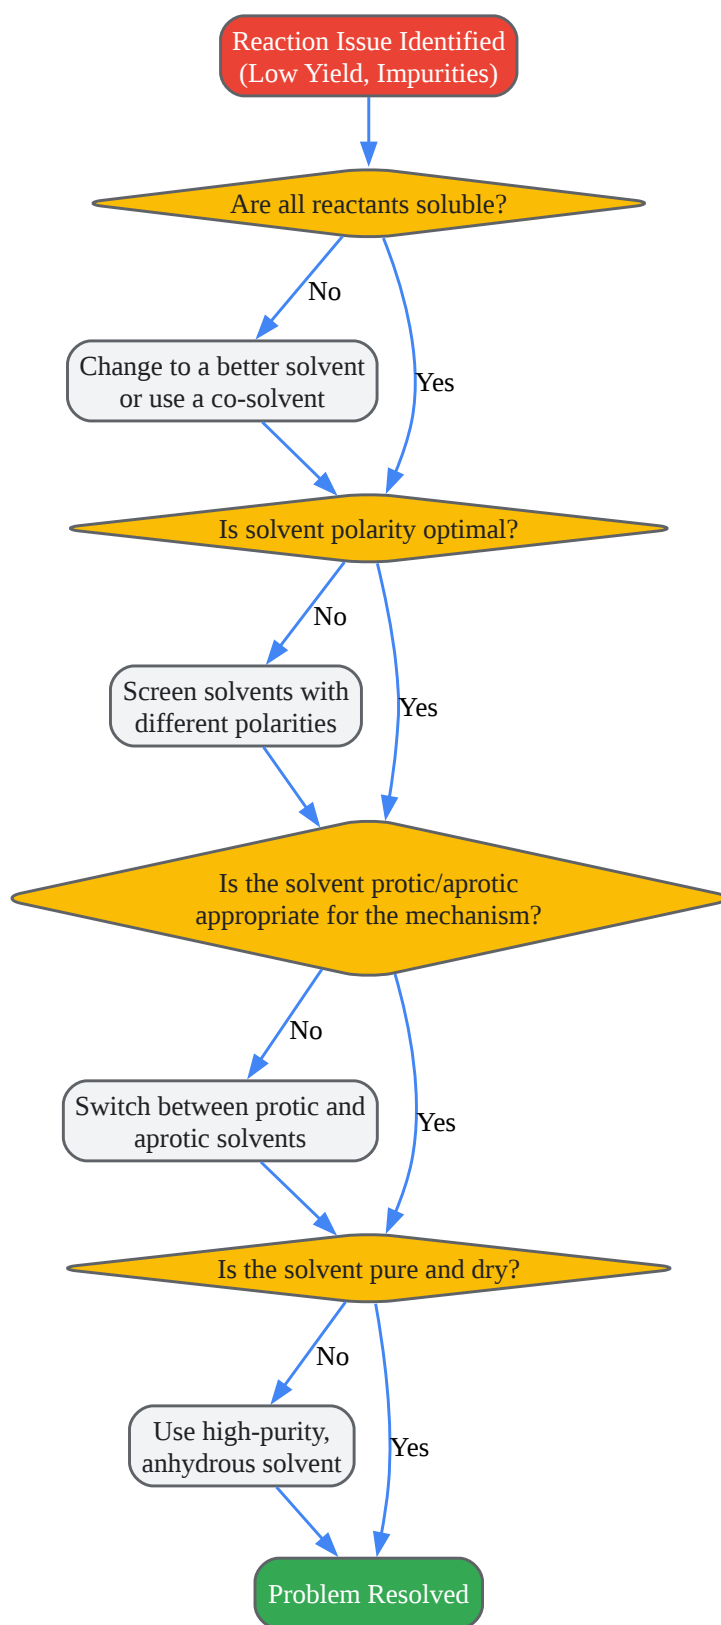 Reaction Issue Identified
(Low Yield, Impurities)
Are all reactants soluble?
No
Change to a better solvent
or use a co-solvent
Yes
Is solvent polarity optimal?
No
Screen solvents with
different polarities
Yes
Is the solvent protic/aprotic
appropriate for the mechanism?
No
Switch between protic and
aprotic solvents
Yes
Is the solvent pure and dry?
No
Use high-purity,
anhydrous solvent
Yes
Problem Resolved